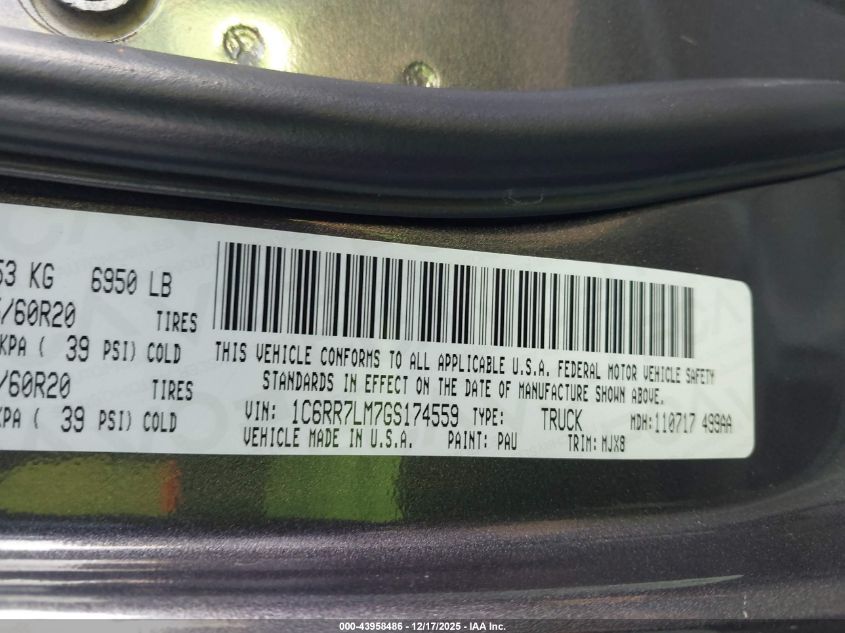 53 KG 6950 LB
/60R20 TIRES
KPA ( 39 PSI) COLD
/60R20 TIRES
KPA ( 39 PSI) COLD
THIS VEHICLE CONFORMS TO ALL APPLICABLE U.S.A. FEDERAL MOTOR VEHICLE SAFETY
STANDARDS IN EFFECT ON THE DATE OF MANUFACTURE SHOWN ABOVE.
VIN: 1C6RR7LM7GS174559 TYPE: TRUCK MDH: 110717 499AA
VEHICLE MADE IN U.S.A. PAINT: PAU TRIM: MJX8
000-43958486 - 12/17/2025 - IAA Inc.